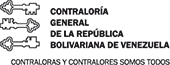 CONTRALORÍA
GENERAL
DE LA REPÚBLICA
BOLIVARIANA DE VENEZUELA
CONTRALORAS Y CONTRALORES SOMOS TODOS